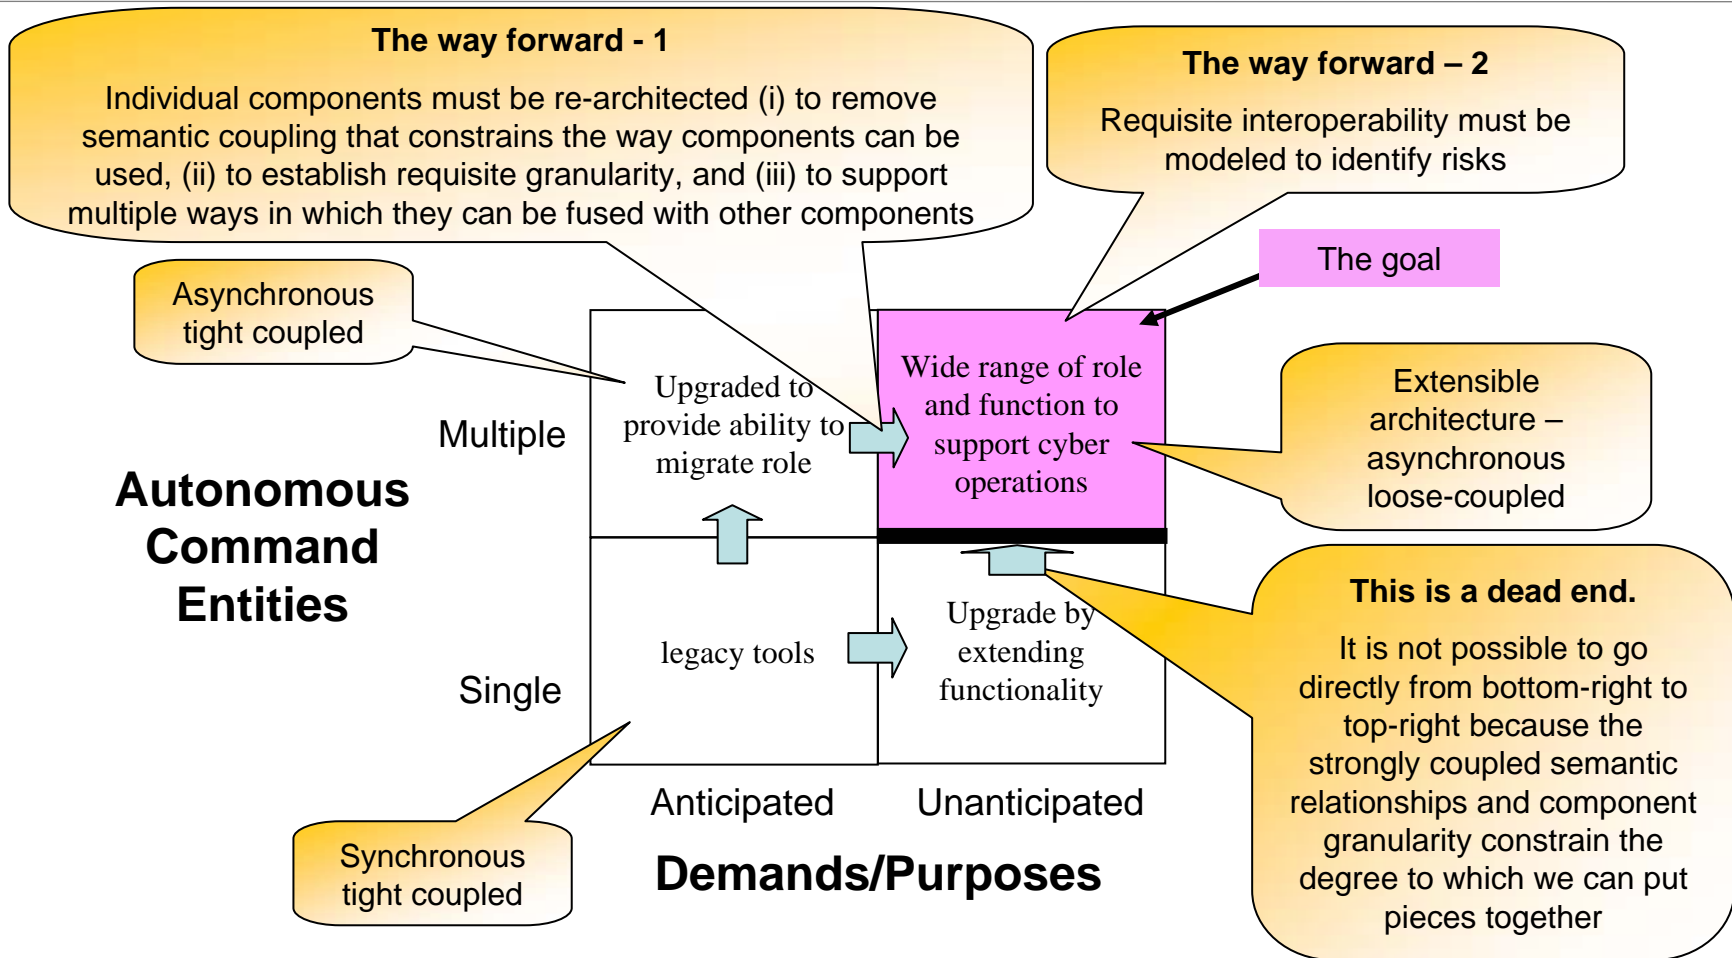 The way forward - 1
Individual components must be re-architected (i) to remove
semantic coupling that constrains the way components can be
used, (ii) to establish requisite granularity, and (iii) to support
multiple ways in which they can be fused with other components
The way forward – 2
Requisite interoperability must be
modeled to identify risks
The goal
Asynchronous
tight coupled
Upgraded to
provide ability to
migrate role
Wide range of role
and function to
support cyber
operations
Extensible
architecture –
asynchronous
loose-coupled
Multiple
Autonomous
Command
Entities
Single
legacy tools
Upgrade by
extending
functionality
This is a dead end.
It is not possible to go
directly from bottom-right to
top-right because the
strongly coupled semantic
relationships and component
granularity constrain the
degree to which we can put
pieces together
Anticipated
Unanticipated
Demands/Purposes
Synchronous
tight coupled